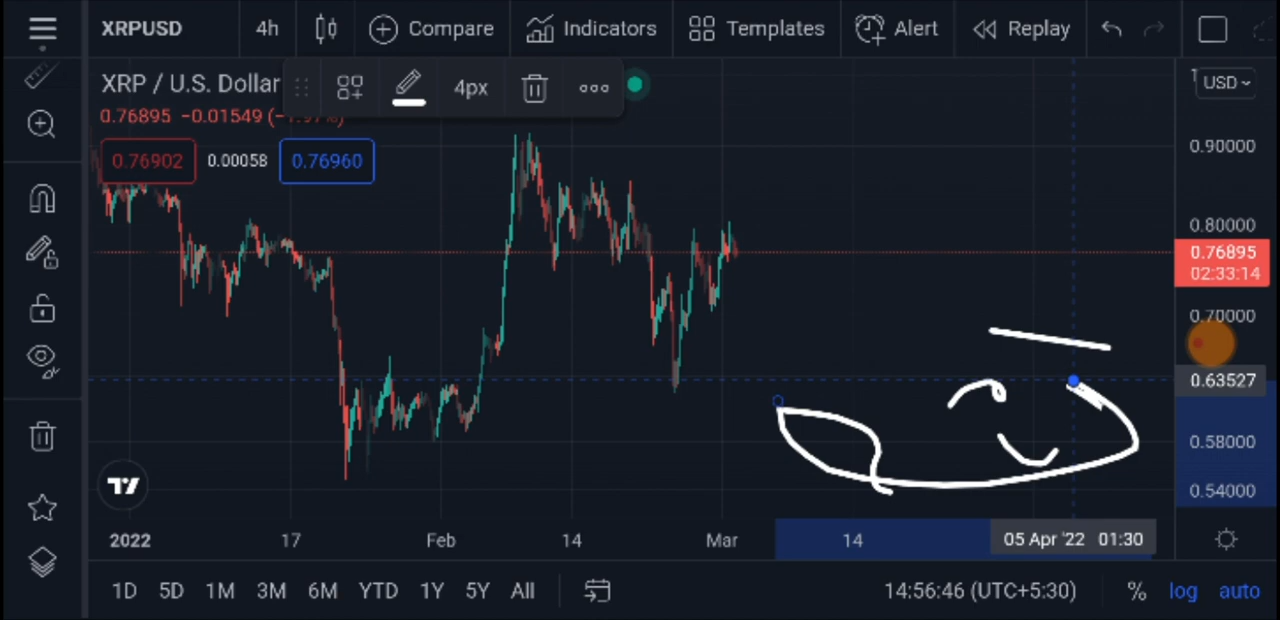 XRPUSD 4h Compare Indicators Templates Alert Replay
XRP / U.S. Dollar 4px USD
0.76895 −0.01549
0.76902 0.00058 0.76960
0.90000
0.80000
0.76895
02:33:14
0.70000
0.63527
0.58000
0.54000
2022 17 Feb 14 Mar 14 05 Apr '22 01:30
1D 5D 1M 3M 6M YTD 1Y 5Y All 14:56:46 (UTC+5:30) % log auto